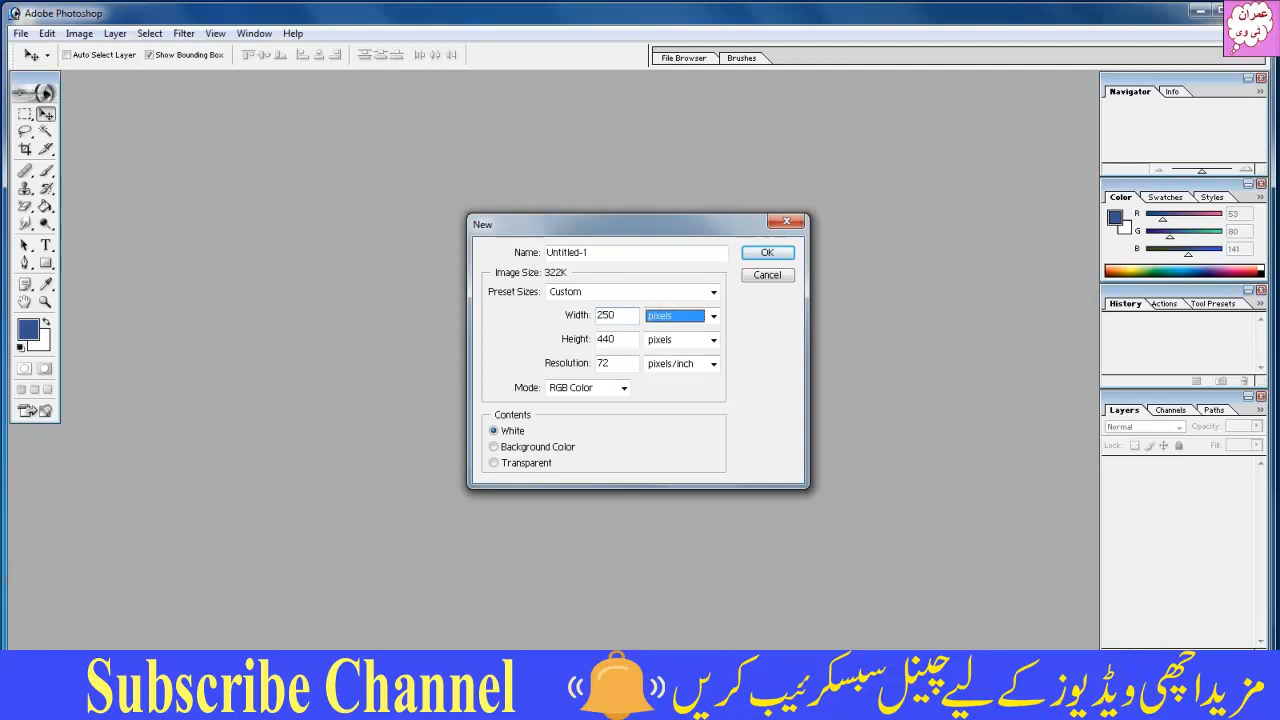 Adobe Photoshop
عمران
ٹی وی
File Edit Image Layer Select Filter View Window Help
Auto Select Layer Show Bounding Box
File Browser Brushes
Navigator Info
Color Swatches Styles
R 53
G 80
B 141
History Actions Tool Presets
Layers Channels Paths
Normal Opacity:
Lock: Fill:
New
Name: Untitled-1
OK
Image Size: 322K
Cancel
Preset Sizes: Custom
Width: 250 pixels
Height: 440 pixels
Resolution: 72 pixels/inch
Mode: RGB Color
Contents
White
Background Color
Transparent
Subscribe Channel
مزید اچھی ویڈیوز کے لیے چینل سبسکرئیب کریں